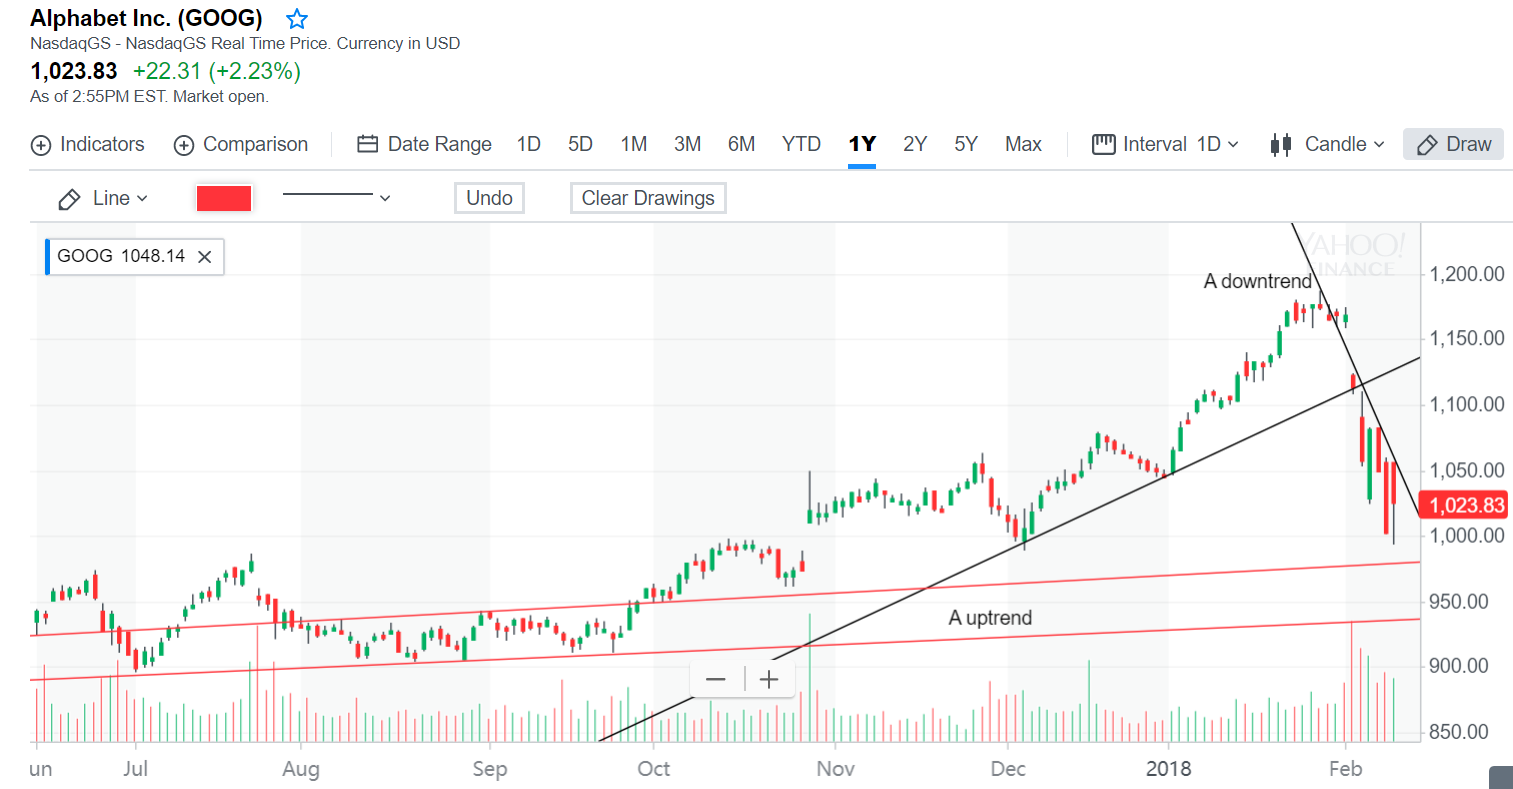 Alphabet Inc. (GOOG)
NasdaqGS - NasdaqGS Real Time Price. Currency in USD
1,023.83 +22.31 (+2.23%)
As of 2:55PM EST. Market open.
Indicators Comparison Date Range 1D 5D 1M 3M 6M YTD 1Y 2Y 5Y Max Interval 1D Candle Draw
Line Undo Clear Drawings
GOOG 1048.14
YAHOO!
FINANCE
A downtrend
1,200.00
1,150.00
1,100.00
1,050.00
1,023.83
1,000.00
950.00
A uptrend
900.00
850.00
un Jul Aug Sep Oct Nov Dec 2018 Feb